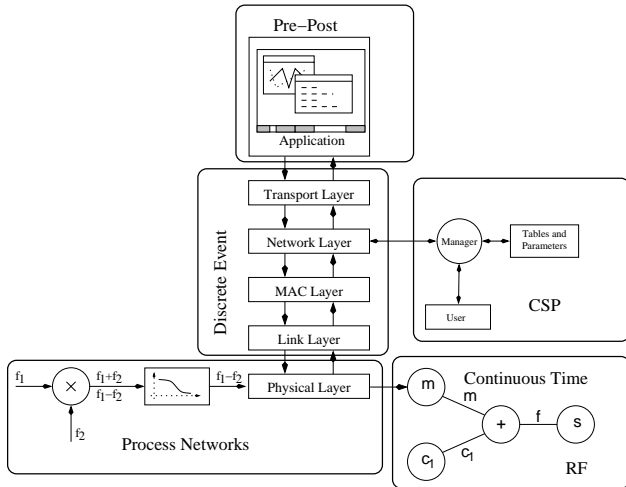 Pre-Post
Application
Transport Layer
Network Layer
MAC Layer
Link Layer
Discrete Event
Manager
Tables and
Parameters
User
CSP
f1
f1+f2
f1-f2
f1-f2
Physical Layer
f2
Process Networks
Continuous Time
m
m
+
f
s
c1
c1
RF